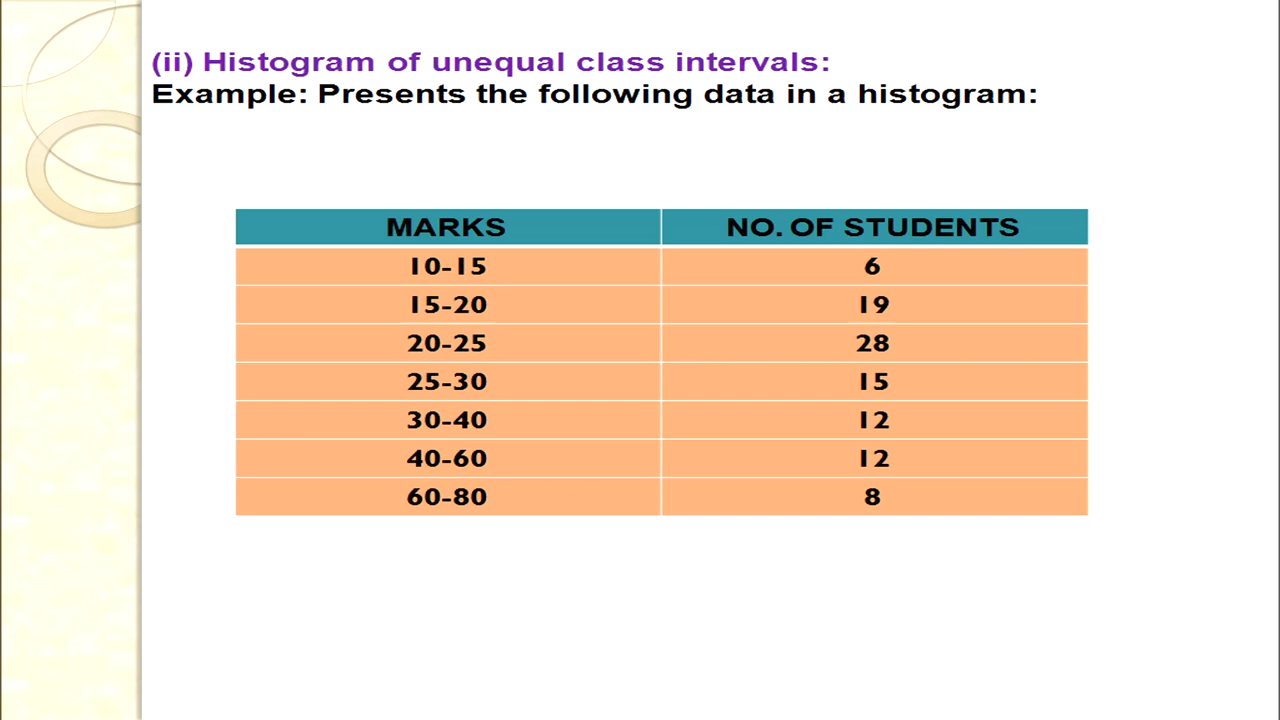 (ii) Histogram of unequal class intervals:
Example: Presents the following data in a histogram:
MARKS NO. OF STUDENTS
10-15 6
15-20 19
20-25 28
25-30 15
30-40 12
40-60 12
60-80 8